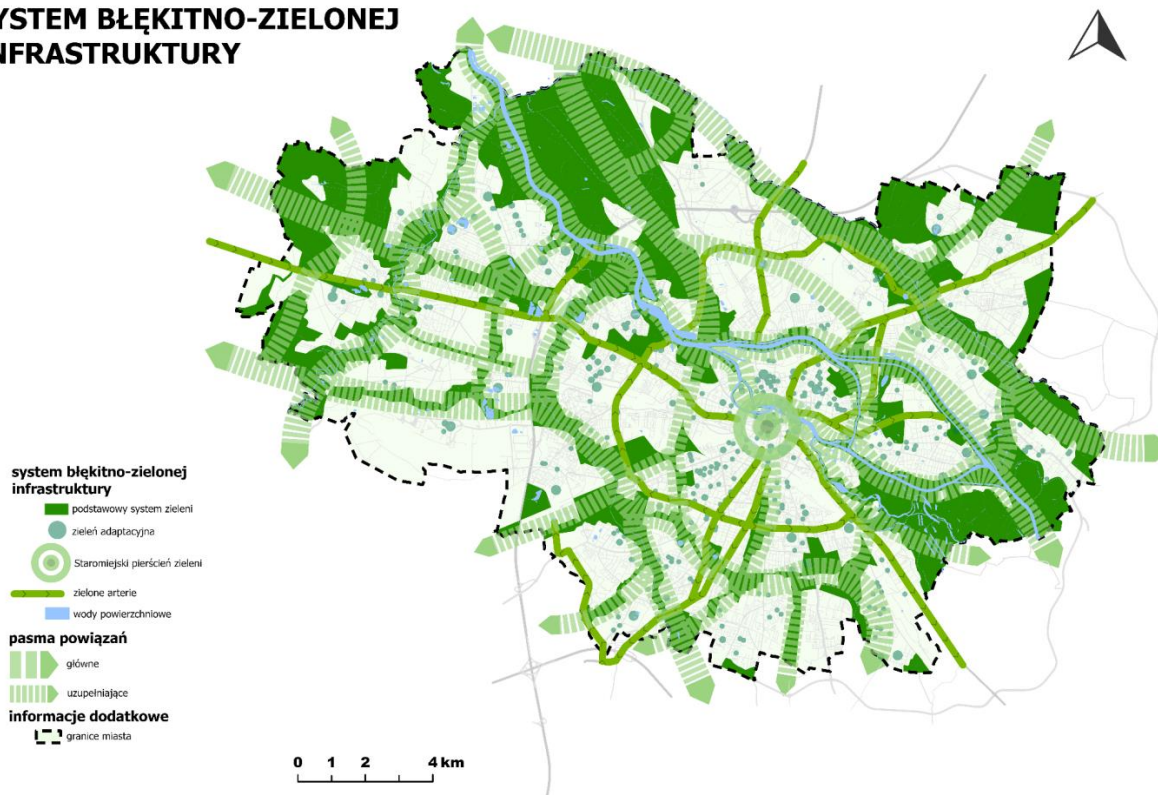 YSTEM BŁĘKITNO-ZIELONEJ
NFRASTRUKTURY
system błękitno-zielonej
infrastruktury
podstawowy system zieleni
zieleń adaptacyjna
Staromiejski pierścień zieleni
zielone arterie
wody powierzchniowe
pasma powiązań
główne
uzupełniające
informacje dodatkowe
granice miasta
0 1 2 4 km